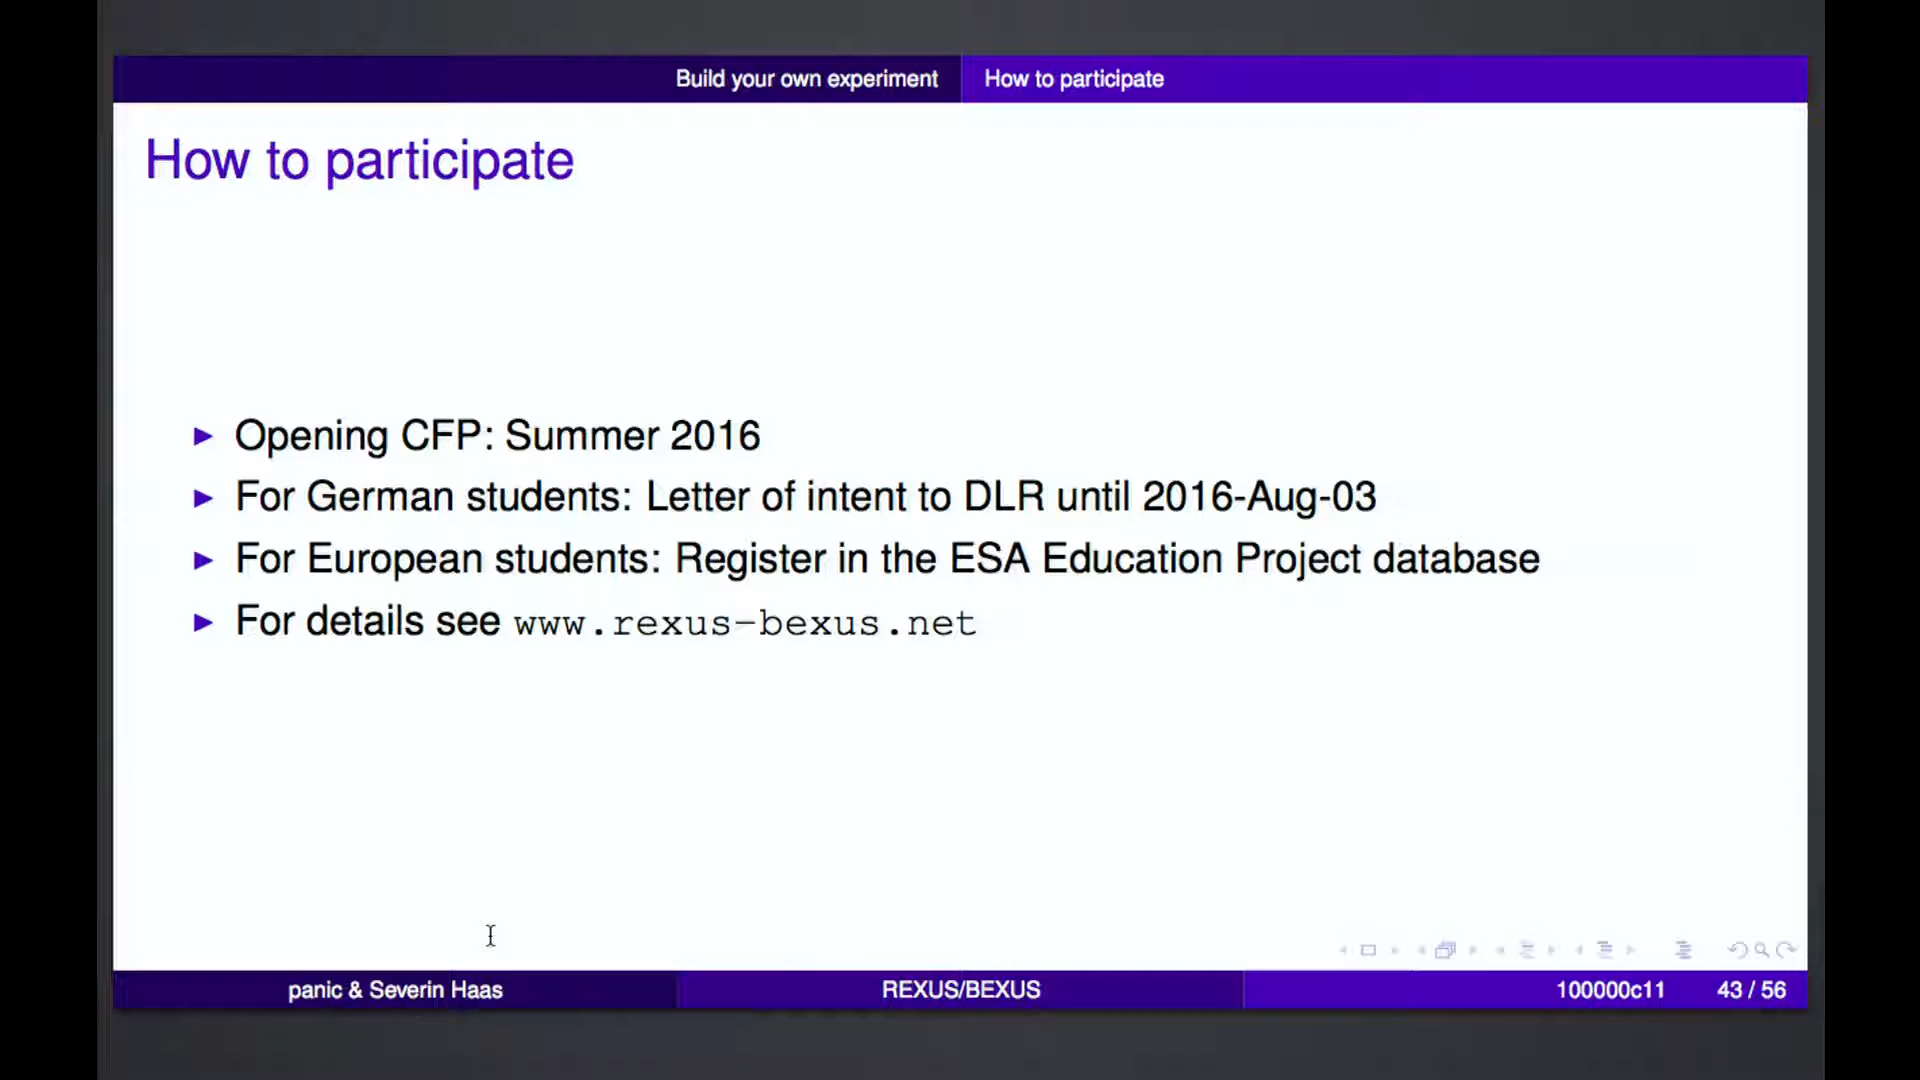 Build your own experiment How to participate
How to participate
Opening CFP: Summer 2016
For German students: Letter of intent to DLR until 2016-Aug-03
For European students: Register in the ESA Education Project database
For details see www.rexus-bexus.net
panic & Severin Haas REXUS/BEXUS 100000c11 43 / 56